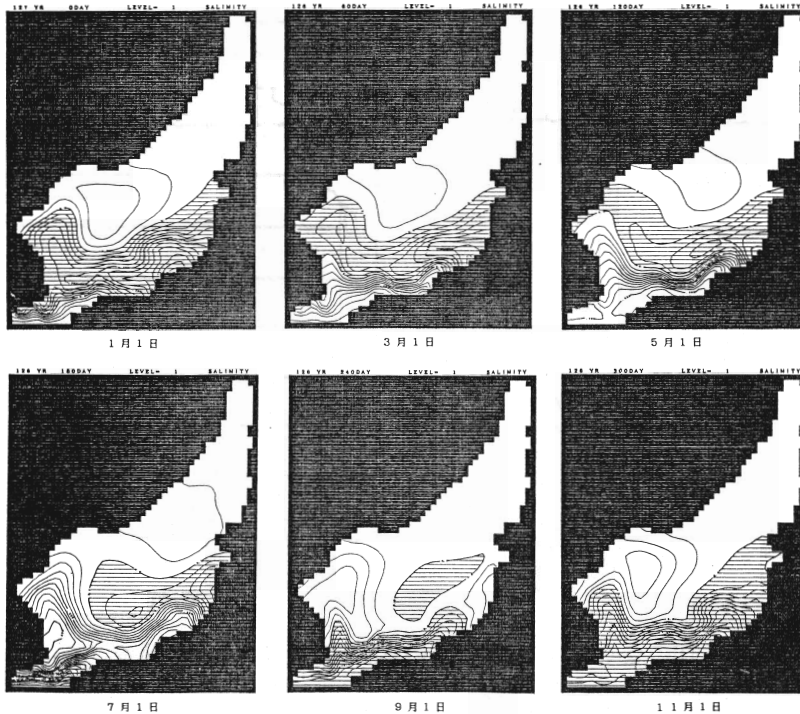 127 YR 0DAY LEVEL- 1 SALINITY
126 YR 60DAY LEVEL- 1 SALINITY
126 YR 120DAY LEVEL- 1 SALINITY
1月1日
3月1日
5月1日
126 YR 180DAY LEVEL- 1 SALINITY
126 YR 240DAY LEVEL- 1 SALINITY
126 YR 300DAY LEVEL- 1 SALINITY
7月1日
9月1日
11月1日